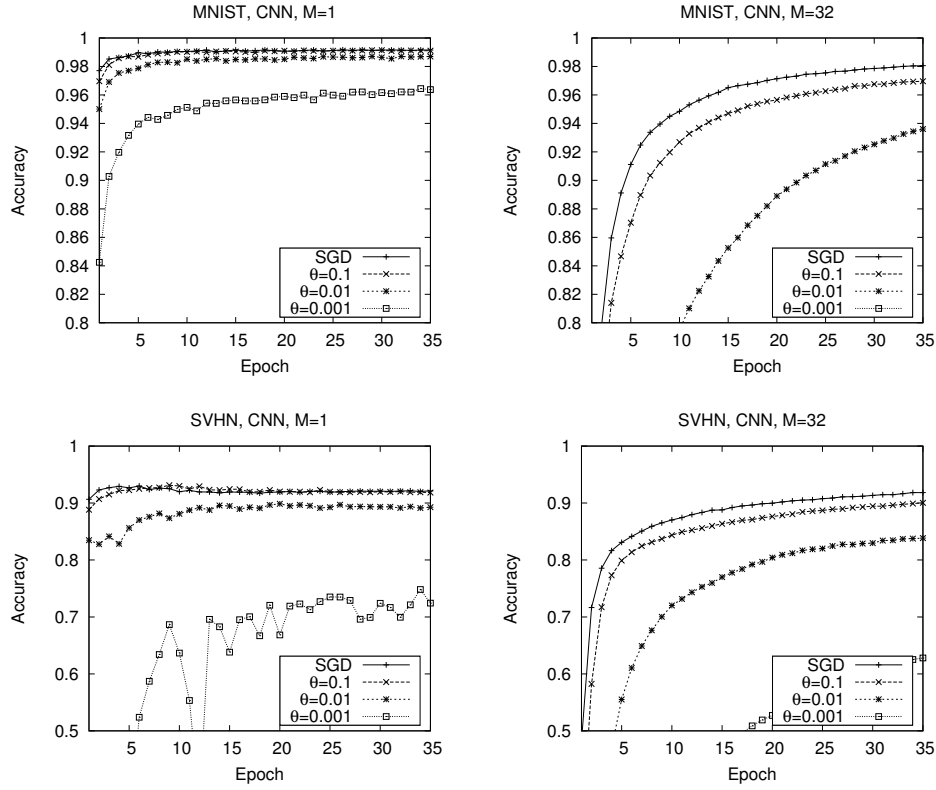 MNIST, CNN, M=1
1
0.98
0.96
0.94
0.92
0.9
0.88
0.86
0.84
0.82
0.8
Accuracy
5 10 15 20 25 30 35
Epoch
SGD
θ=0.1
θ=0.01
θ=0.001
MNIST, CNN, M=32
1
0.98
0.96
0.94
0.92
0.9
0.88
0.86
0.84
0.82
0.8
Accuracy
5 10 15 20 25 30 35
Epoch
SGD
θ=0.1
θ=0.01
θ=0.001
SVHN, CNN, M=1
1
0.9
0.8
0.7
0.6
0.5
Accuracy
5 10 15 20 25 30 35
Epoch
SGD
θ=0.1
θ=0.01
θ=0.001
SVHN, CNN, M=32
1
0.9
0.8
0.7
0.6
0.5
Accuracy
5 10 15 20 25 30 35
Epoch
SGD
θ=0.1
θ=0.01
θ=0.001